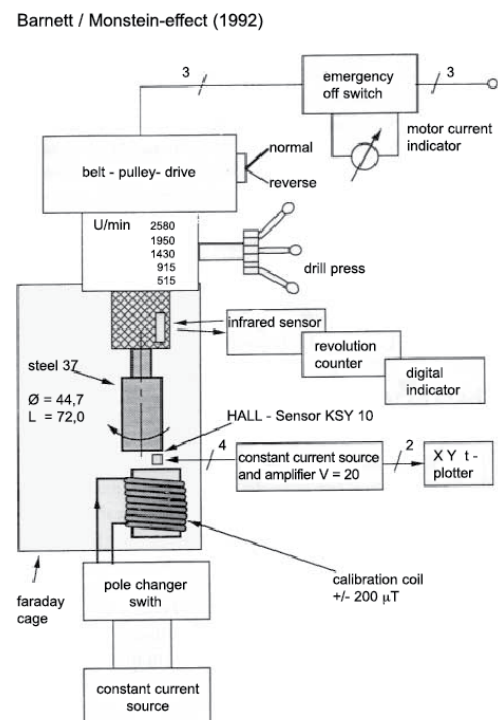 Barnett / Monstein-effect (1992)
3
emergency
off switch
3
motor current
indicator
belt - pulley- drive
normal
reverse
U/min
2580
1950
1430
915
515
drill press
infrared sensor
revolution
counter
digital
indicator
steel 37
Ø = 44,7
L = 72,0
HALL - Sensor KSY 10
4
constant current source
and amplifier V = 20
2
X Y t -
plotter
calibration coil
+/- 200 µT
faraday
cage
pole changer
swith
constant current
source